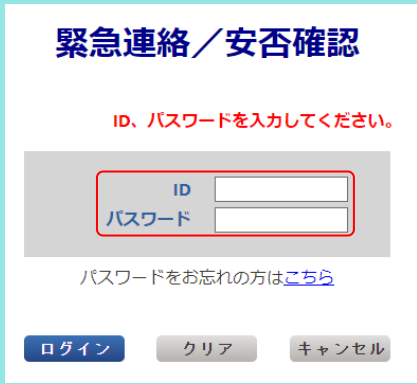 緊急連絡／安否確認
ID、パスワードを入力してください。
ID
パスワード
パスワードをお忘れの方はこちら
ログイン クリア キャンセル